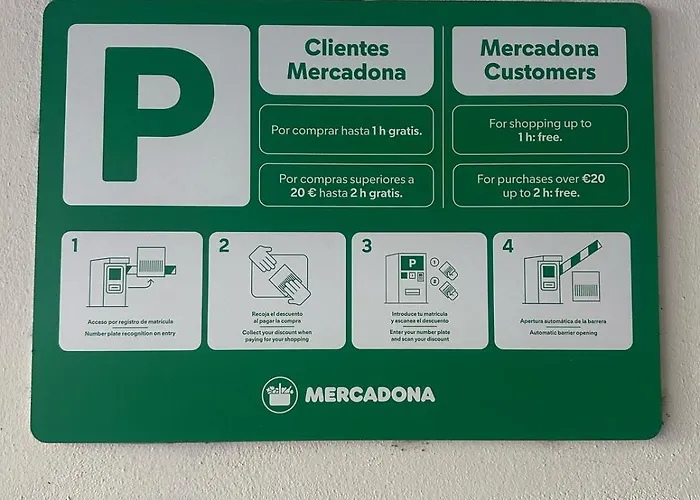 P
Clientes
Mercadona
Mercadona
Customers
Por comprar hasta 1 h gratis.
For shopping up to
1 h: free.
Por compras superiores a
20 € hasta 2 h gratis.
For purchases over €20
up to 2 h: free.
1
Acceso por registro de matrícula
Number plate recognition on entry
2
Recoja el descuento
al pagar la compra
Collect your discount when
paying for your shopping
3
P
1
2
Introduce tu matrícula
y escanea el descuento
Enter your number plate
and scan your discount
4
Apertura automática de la barrera
Automatic barrier opening
MERCADONA